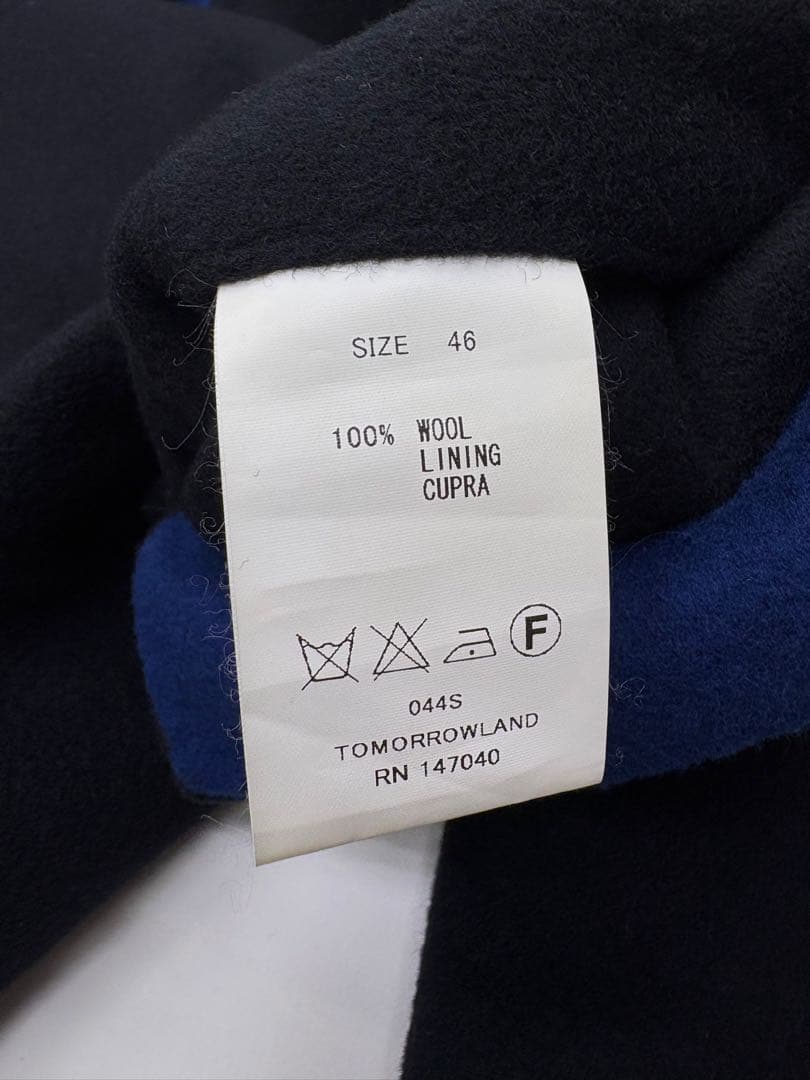 SIZE 46
100% WOOL
LINING
CUPRA
F
044S
TOMORROWLAND
RN 147040